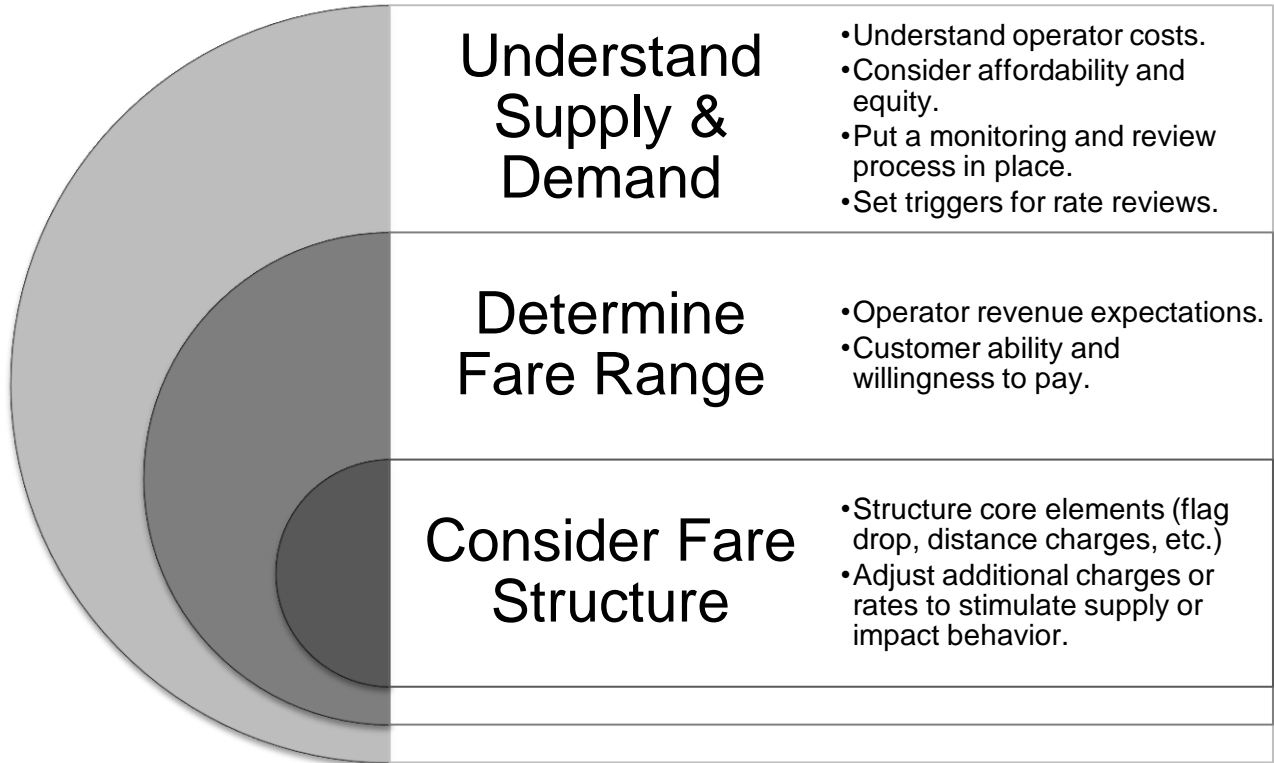 Understand
Supply &
Demand
•Understand operator costs.
•Consider affordability and
equity.
•Put a monitoring and review
process in place.
•Set triggers for rate reviews.
Determine
Fare Range
•Operator revenue expectations.
•Customer ability and
willingness to pay.
Consider Fare
Structure
•Structure core elements (flag
drop, distance charges, etc.)
•Adjust additional charges or
rates to stimulate supply or
impact behavior.